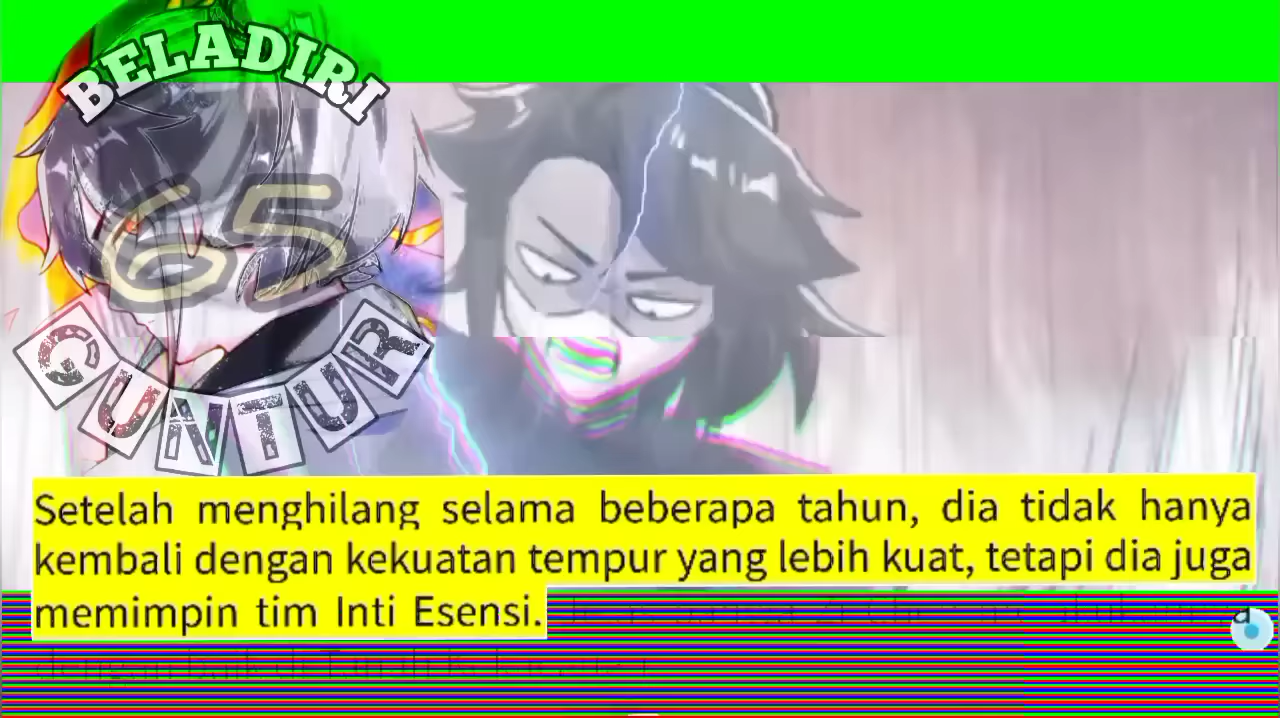 BELADIRI
65
GUNTUR
Setelah menghilang selama beberapa tahun, dia tidak hanya
kembali dengan kekuatan tempur yang lebih kuat, tetapi dia juga
memimpin tim Inti Esensi.